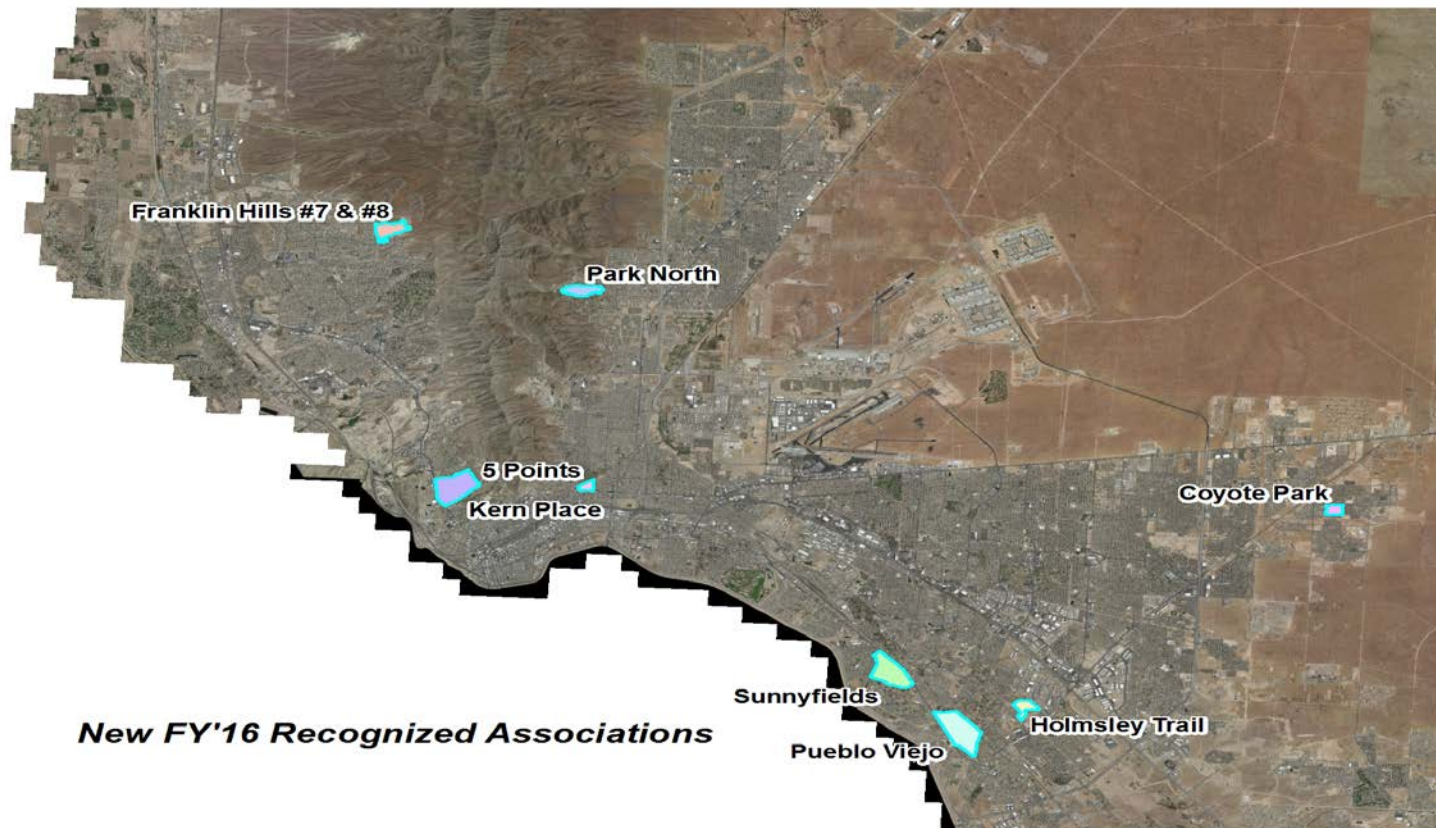 Franklin Hills #7 & #8
Park North
5 Points
Kern Place
Coyote Park
Sunnyfields
Holmsley Trail
New FY'16 Recognized Associations
Pueblo Viejo